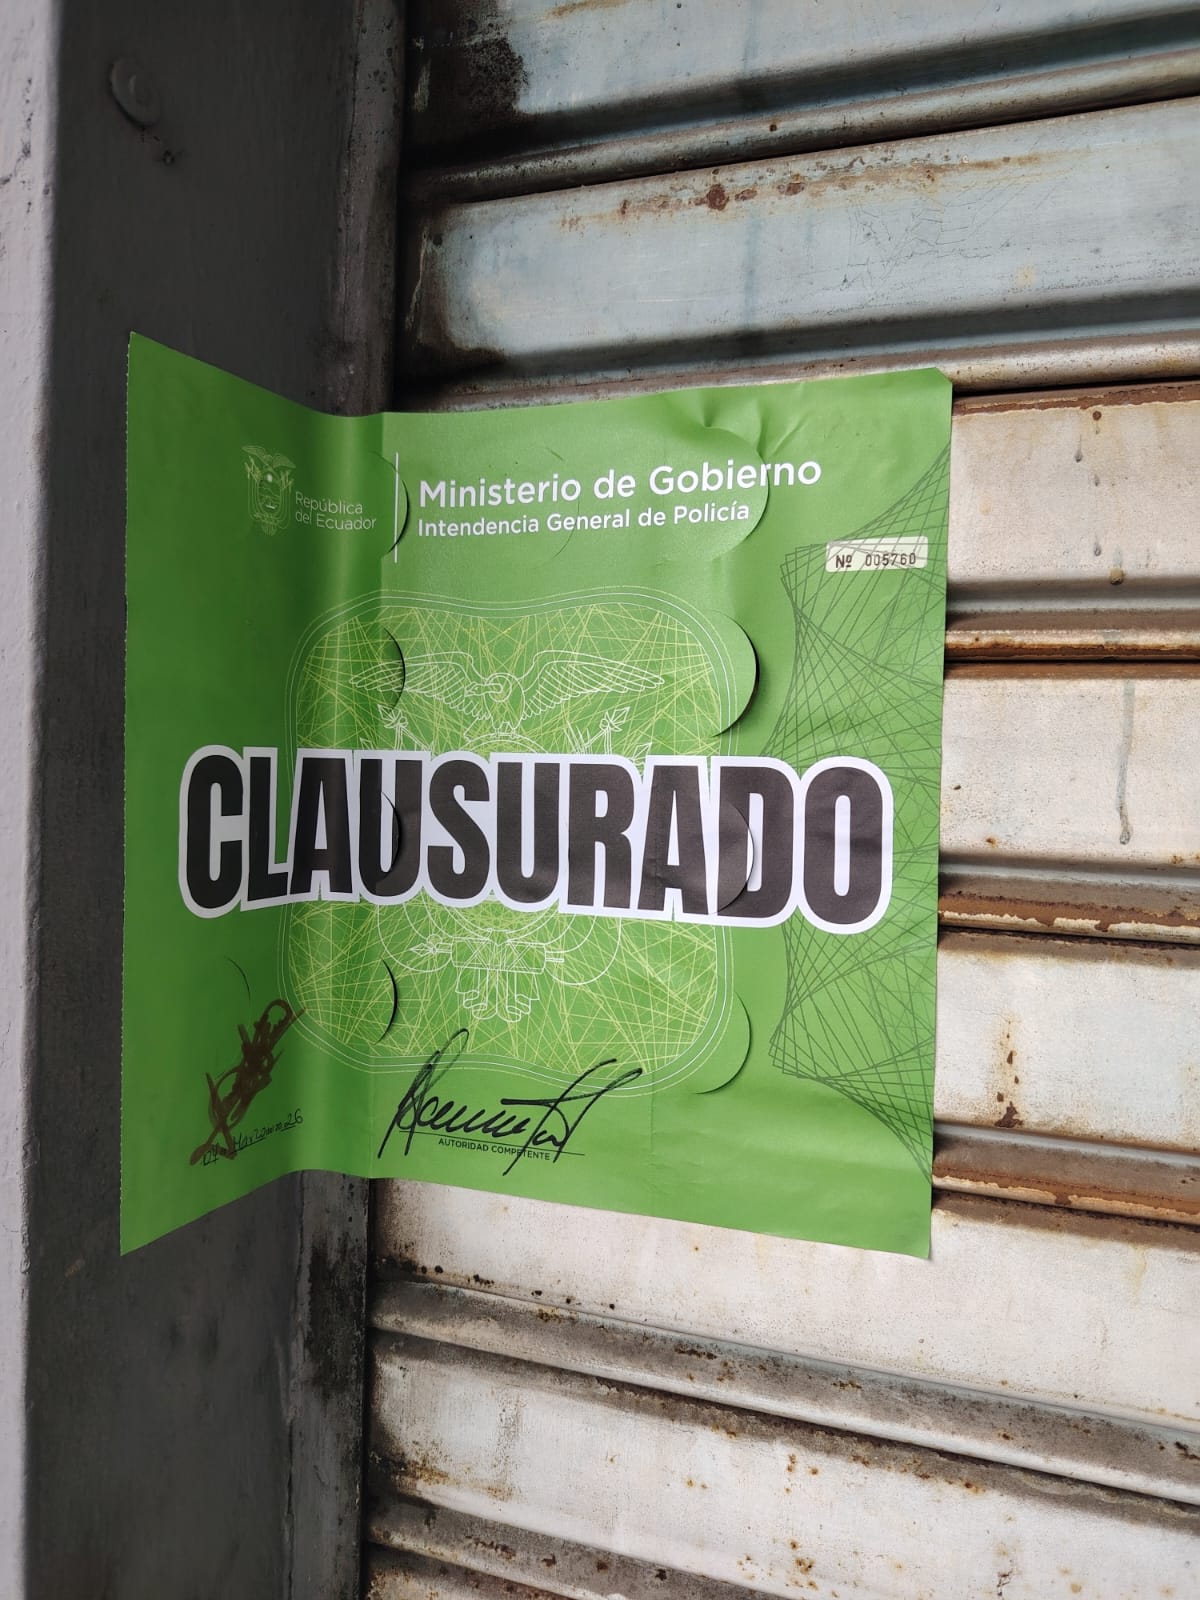 República
del Ecuador
Ministerio de Gobierno
Intendencia General de Policía
Nº 005760
CLAUSURADO
AUTORIDAD COMPETENTE